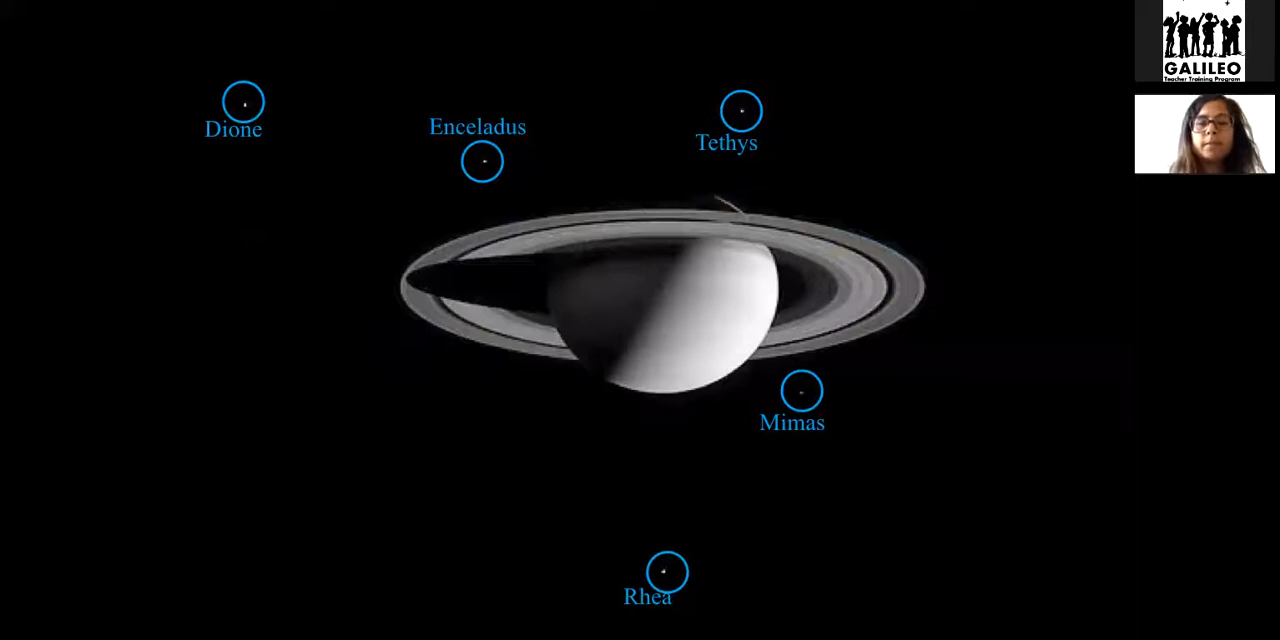 Dione
Enceladus
Tethys
Mimas
Rhea
GALILEO
Teacher Training Program